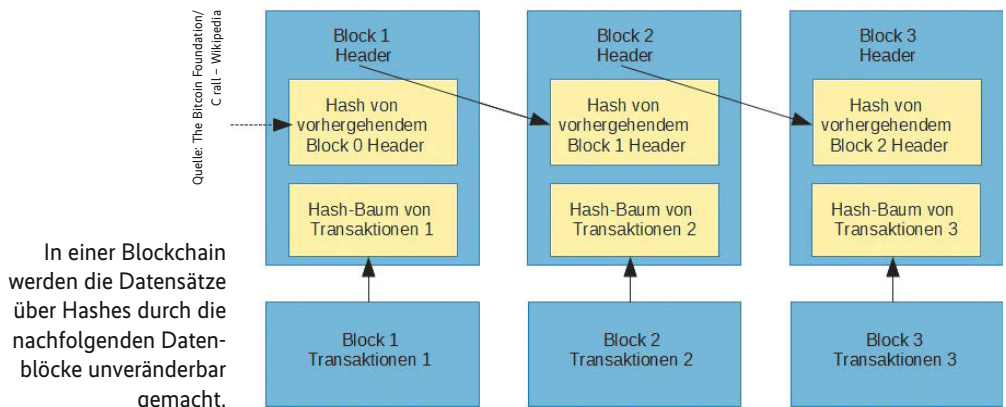 Quelle: The Bitcoin Foundation/
C rall – Wikipedia
Block 1
Header
Hash von
vorhergehendem
Block 0 Header
Hash-Baum von
Transaktionen 1
Block 1
Transaktionen 1
Block 2
Header
Hash von
vorhergehendem
Block 1 Header
Hash-Baum von
Transaktionen 2
Block 2
Transaktionen 2
Block 3
Header
Hash von
vorhergehendem
Block 2 Header
Hash-Baum von
Transaktionen 3
Block 3
Transaktionen 3
In einer Blockchain
werden die Datensätze
über Hashes durch die
nachfolgenden Daten-
blöcke unveränderbar
gemacht.